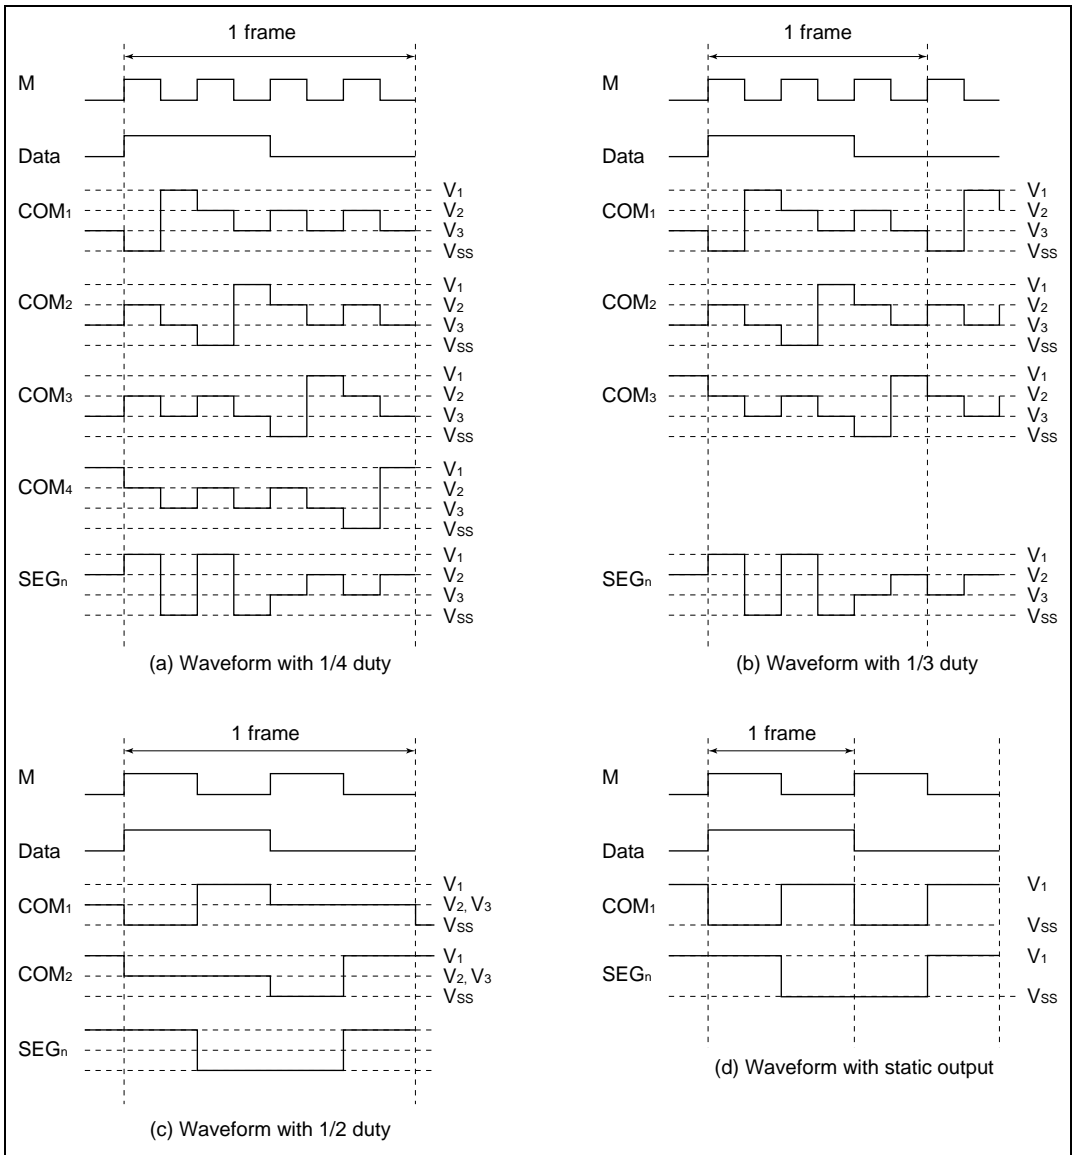 1 frame
M
Data
COM1
V1
V2
V3
VSS
COM2
V1
V2
V3
VSS
COM3
V1
V2
V3
VSS
COM4
V1
V2
V3
VSS
SEGn
V1
V2
V3
VSS
(a) Waveform with 1/4 duty
1 frame
M
Data
COM1
V1
V2
V3
VSS
COM2
V1
V2
V3
VSS
COM3
V1
V2
V3
VSS
SEGn
V1
V2
V3
VSS
(b) Waveform with 1/3 duty
1 frame
M
Data
COM1
V1
V2, V3
VSS
COM2
V1
V2, V3
VSS
SEGn
(c) Waveform with 1/2 duty
1 frame
M
Data
COM1
V1
VSS
SEGn
V1
VSS
(d) Waveform with static output